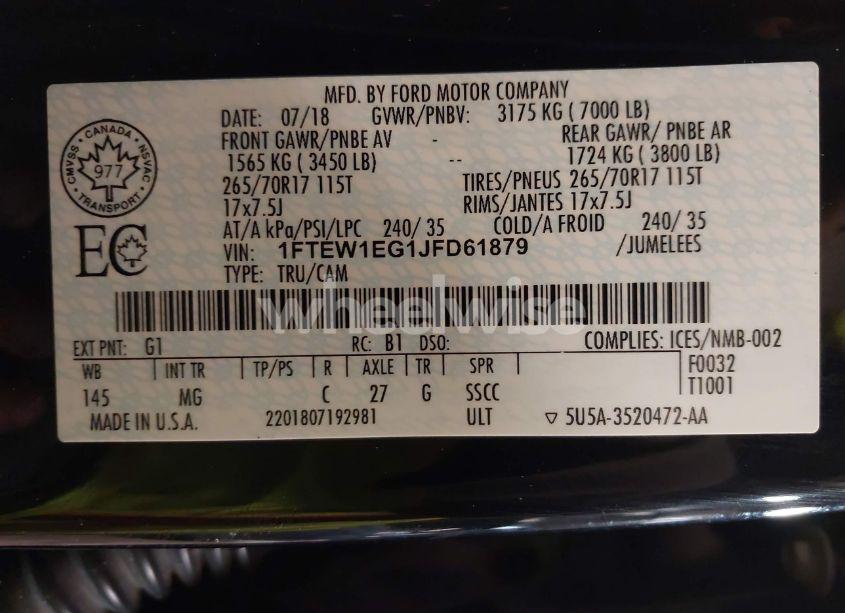 MFD. BY FORD MOTOR COMPANY
DATE: 07/18 GVWR/PNBV: 3175 KG ( 7000 LB)
FRONT GAWR/PNBE AV - REAR GAWR/ PNBE AR
1565 KG ( 3450 LB) -- 1724 KG ( 3800 LB)
265/70R17 115T TIRES/PNEUS 265/70R17 115T
17x7.5J RIMS/JANTES 17x7.5J
AT/A kPa/PSI/LPC 240/ 35 COLD/A FROID 240/ 35
VIN: 1FTEW1EG1JFD61879 /JUMELEES
TYPE: TRU/CAM
CANADA
CMVSS NSVAC
977
TRANSPORT
EC
wheelwise
EXT PNT: G1 RC: B1 DSO: COMPLIES: ICES/NMB-002
WB INT TR TP/PS R AXLE TR SPR F0032
145 MG C 27 G SSCC T1001
MADE IN U.S.A. 2201807192981 ULT ▽ 5U5A-3520472-AA